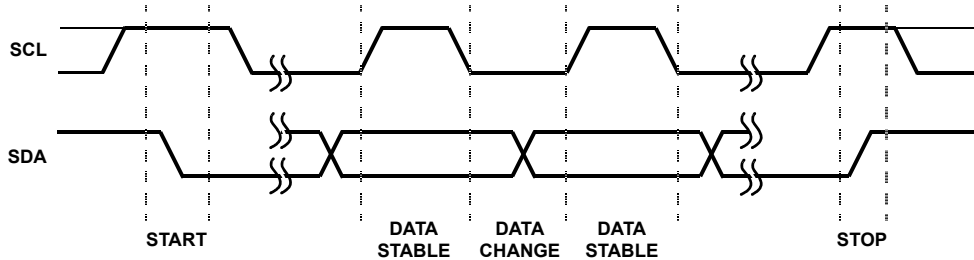 SCL
SDA
START
DATA
STABLE
DATA
CHANGE
DATA
STABLE
STOP